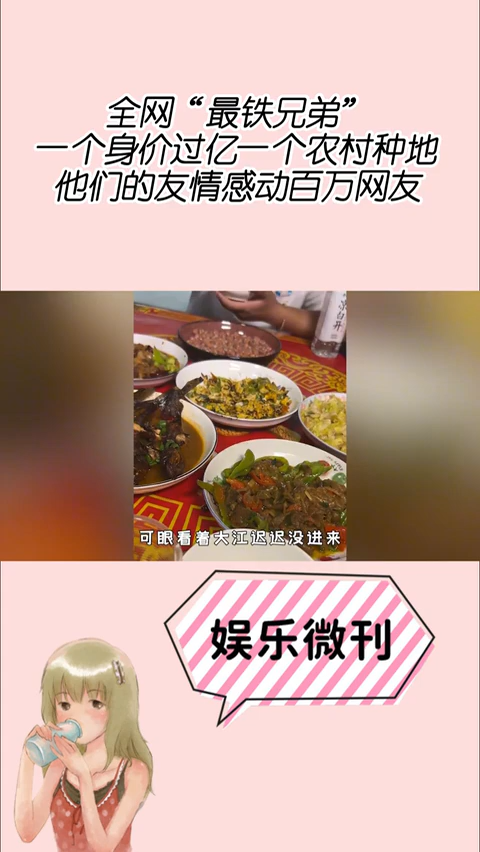 全网“最铁兄弟”
一个身价过亿一个农村种地
他们的友情感动百万网友
可眼看着大江迟迟没进来
娱乐微刊